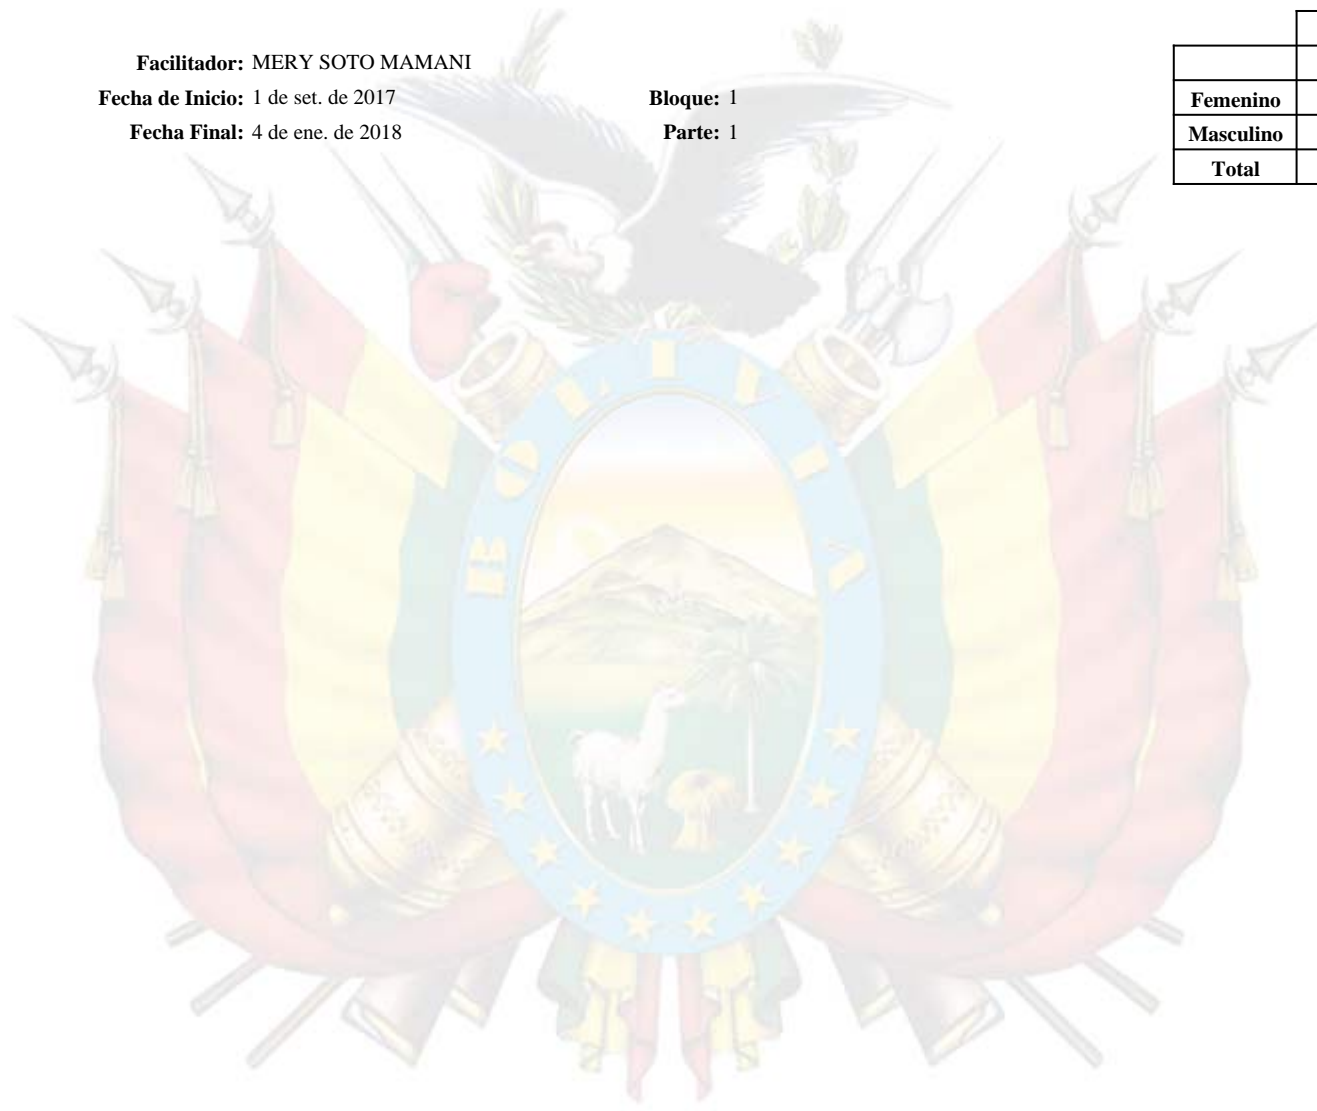 Facilitador: MERY SOTO MAMANI
Fecha de Inicio: 1 de set. de 2017 Bloque: 1
Fecha Final: 4 de ene. de 2018 Parte: 1
Femenino
Masculino
Total
BOLIVIA